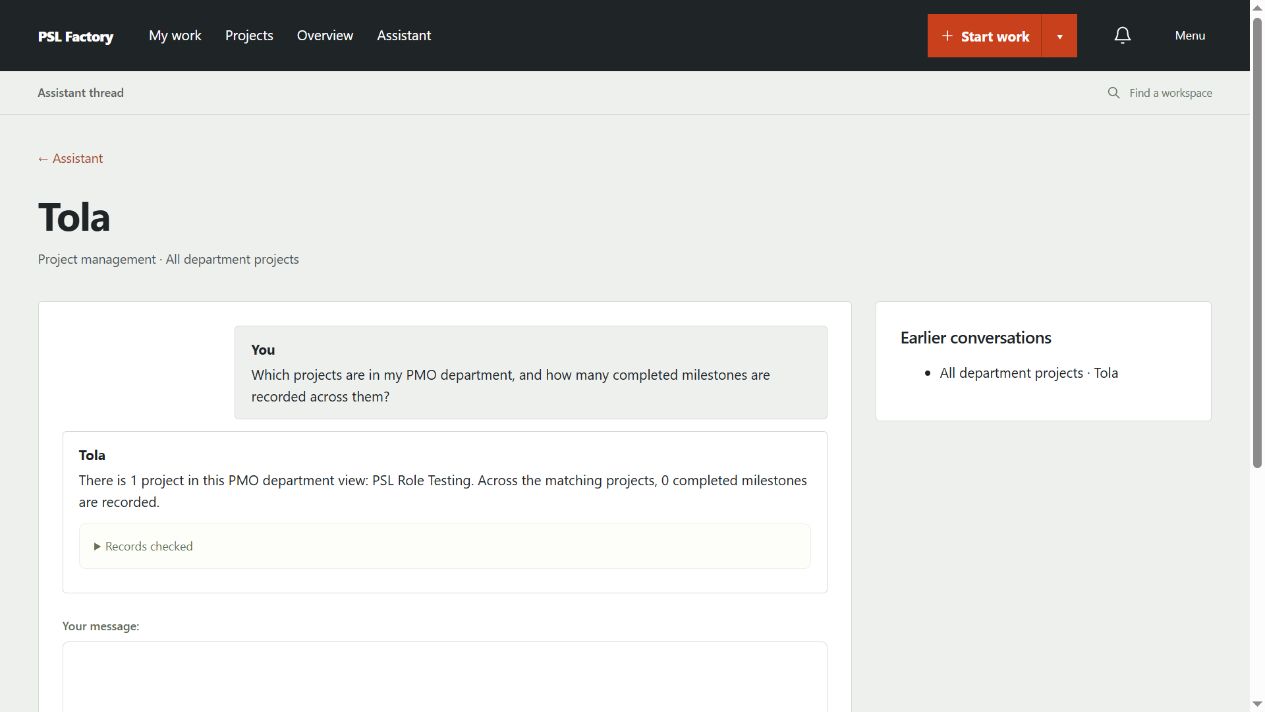 PSL Factory
My work
Projects
Overview
Assistant
+ Start work
Menu
Assistant thread
Find a workspace
← Assistant
Tola
Project management · All department projects
You
Which projects are in my PMO department, and how many completed milestones are
recorded across them?
Tola
There is 1 project in this PMO department view: PSL Role Testing. Across the matching projects, 0 completed milestones
are recorded.
Records checked
Your message:
Earlier conversations
All department projects · Tola